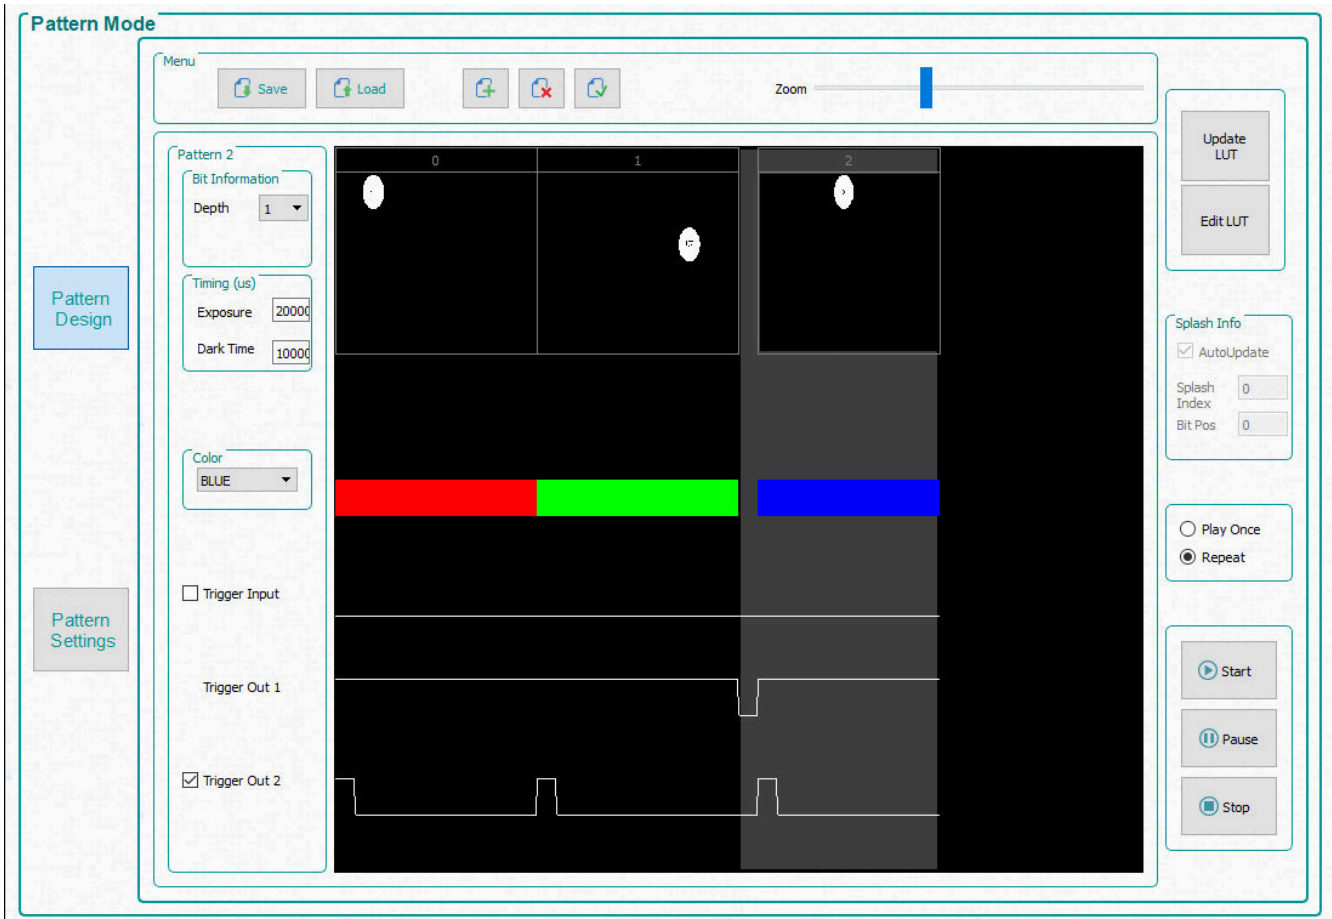 Pattern Mode
Menu
Save
Load
Zoom
Update
LUT
Edit LUT
Pattern 2
Bit Information
Depth 1
Timing (us)
Exposure 20000
Dark Time 10000
Color
BLUE
Trigger Input
Trigger Out 1
Trigger Out 2
0 1 2
Pattern
Design
Pattern
Settings
Splash Info
AutoUpdate
Splash
Index
0
Bit Pos 0
Play Once
Repeat
Start
Pause
Stop